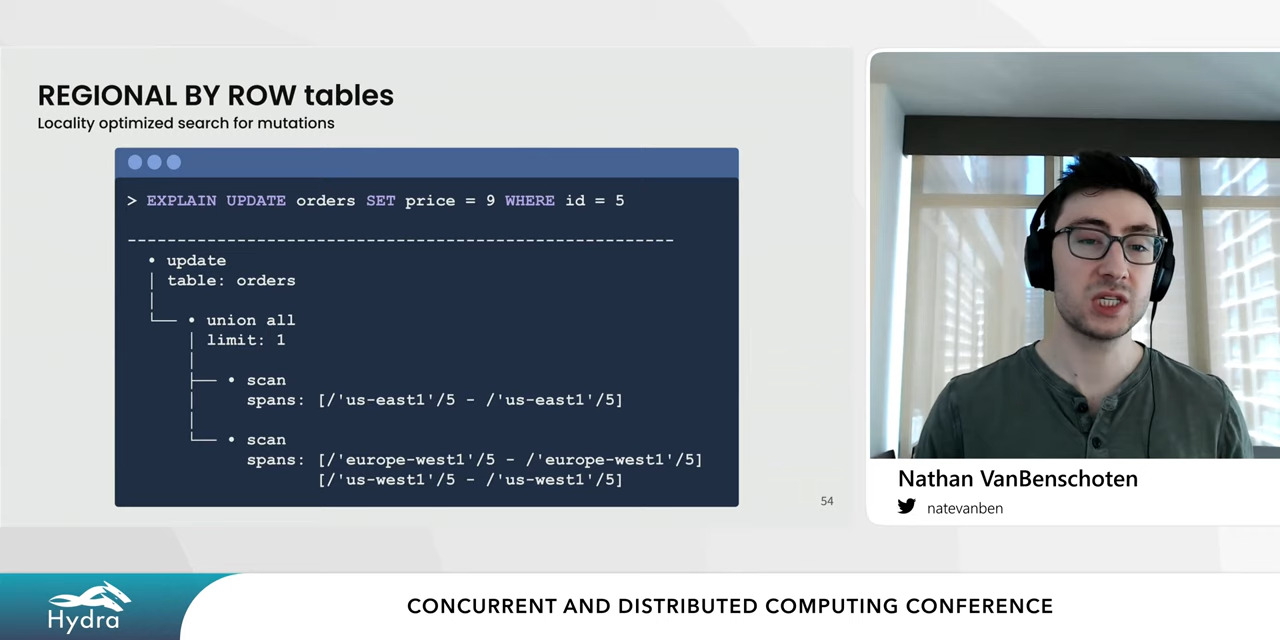 REGIONAL BY ROW tables
Locality optimized search for mutations
> EXPLAIN UPDATE orders SET price = 9 WHERE id = 5
-------------------------------------------------------
• update
table: orders
• union all
limit: 1
• scan
spans: [/'us-east1'/5 - /'us-east1'/5]
• scan
spans: [/'europe-west1'/5 - /'europe-west1'/5]
[/'us-west1'/5 - /'us-west1'/5]
54
Nathan VanBenschoten
natevanben
Hydra
CONCURRENT AND DISTRIBUTED COMPUTING CONFERENCE